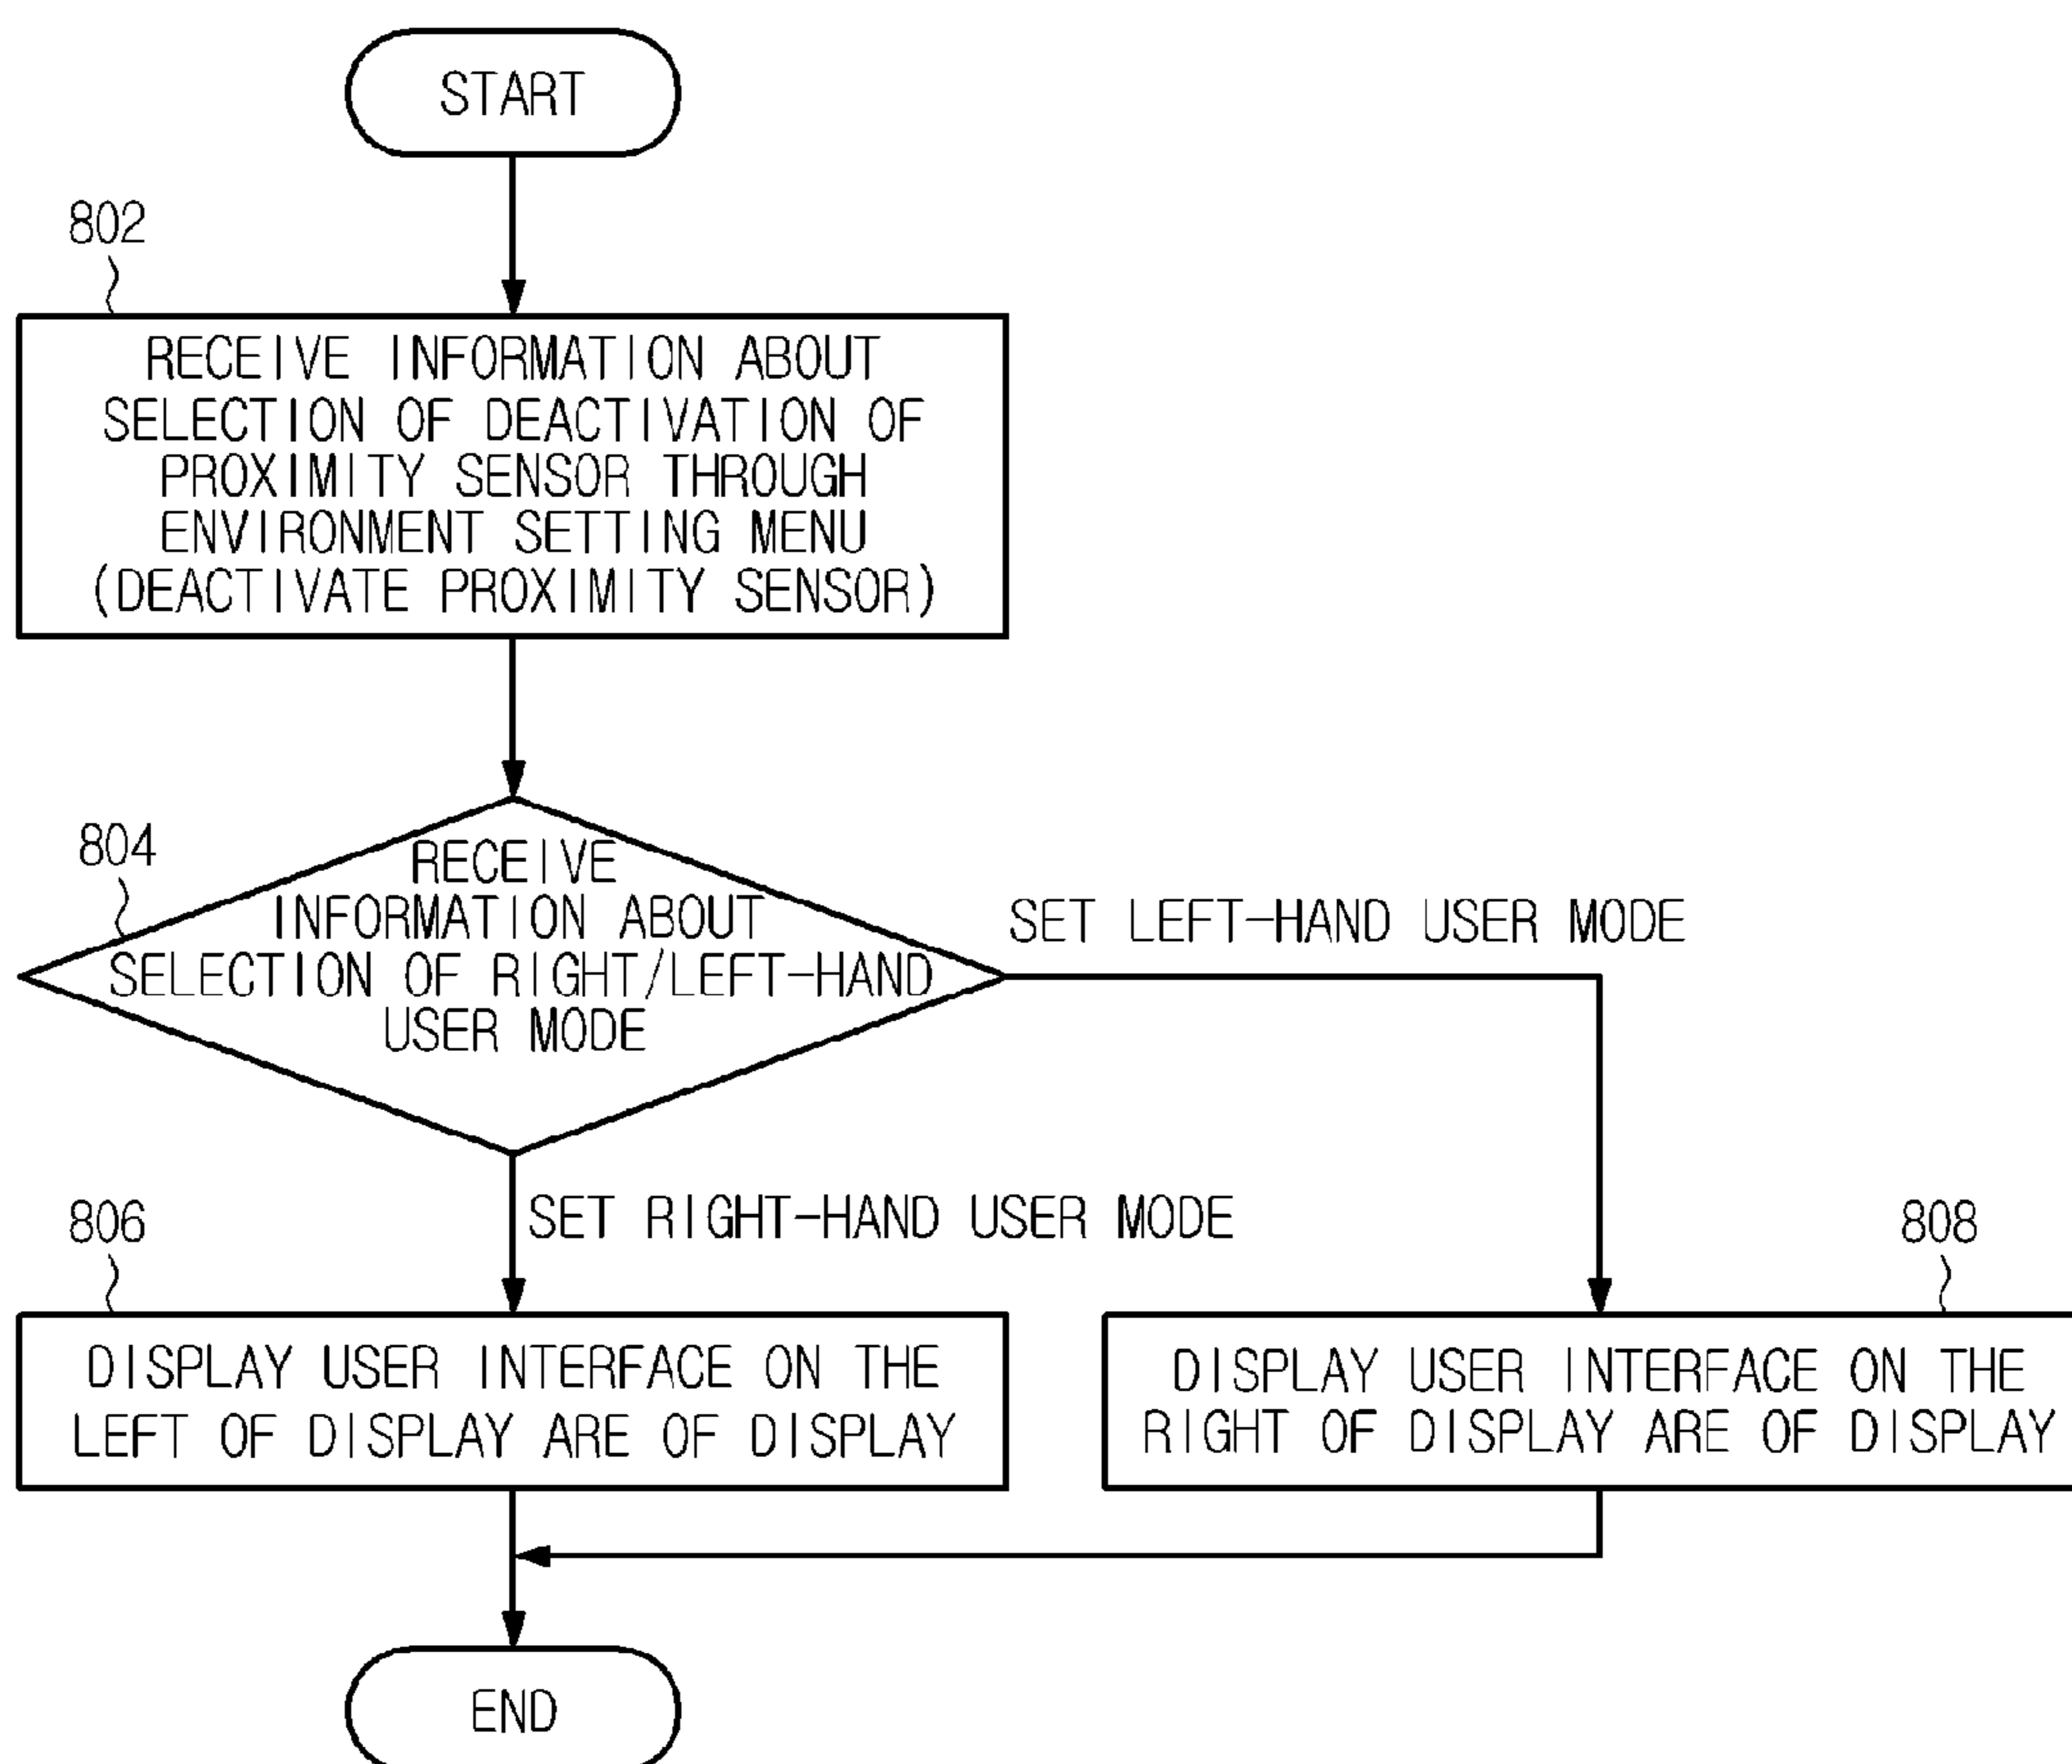 START
802
RECEIVE INFORMATION ABOUT
SELECTION OF DEACTIVATION OF
PROXIMITY SENSOR THROUGH
ENVIRONMENT SETTING MENU
(DEACTIVATE PROXIMITY SENSOR)
804
RECEIVE
INFORMATION ABOUT
SELECTION OF RIGHT/LEFT-HAND
USER MODE
SET LEFT-HAND USER MODE
SET RIGHT-HAND USER MODE
806
DISPLAY USER INTERFACE ON THE
LEFT OF DISPLAY ARE OF DISPLAY
808
DISPLAY USER INTERFACE ON THE
RIGHT OF DISPLAY ARE OF DISPLAY
END